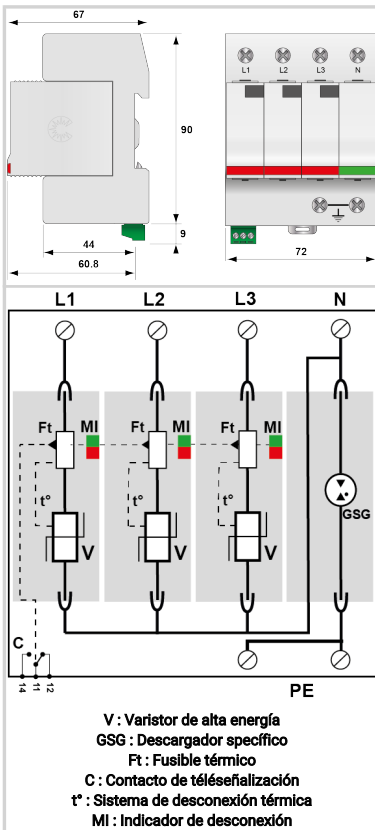 67
L1 L2 L3 N
90
9
44
60.8
72
L1 L2 L3 N
Ft MI Ft MI Ft MI
t° t° t°
GSG
V V V
C
14 11 12
PE
V : Varistor de alta energía
GSG : Descargador específico
Ft : Fusible térmico
C : Contacto de téléseñalización
t° : Sistema de desconexión térmica
MI : Indicador de desconexión